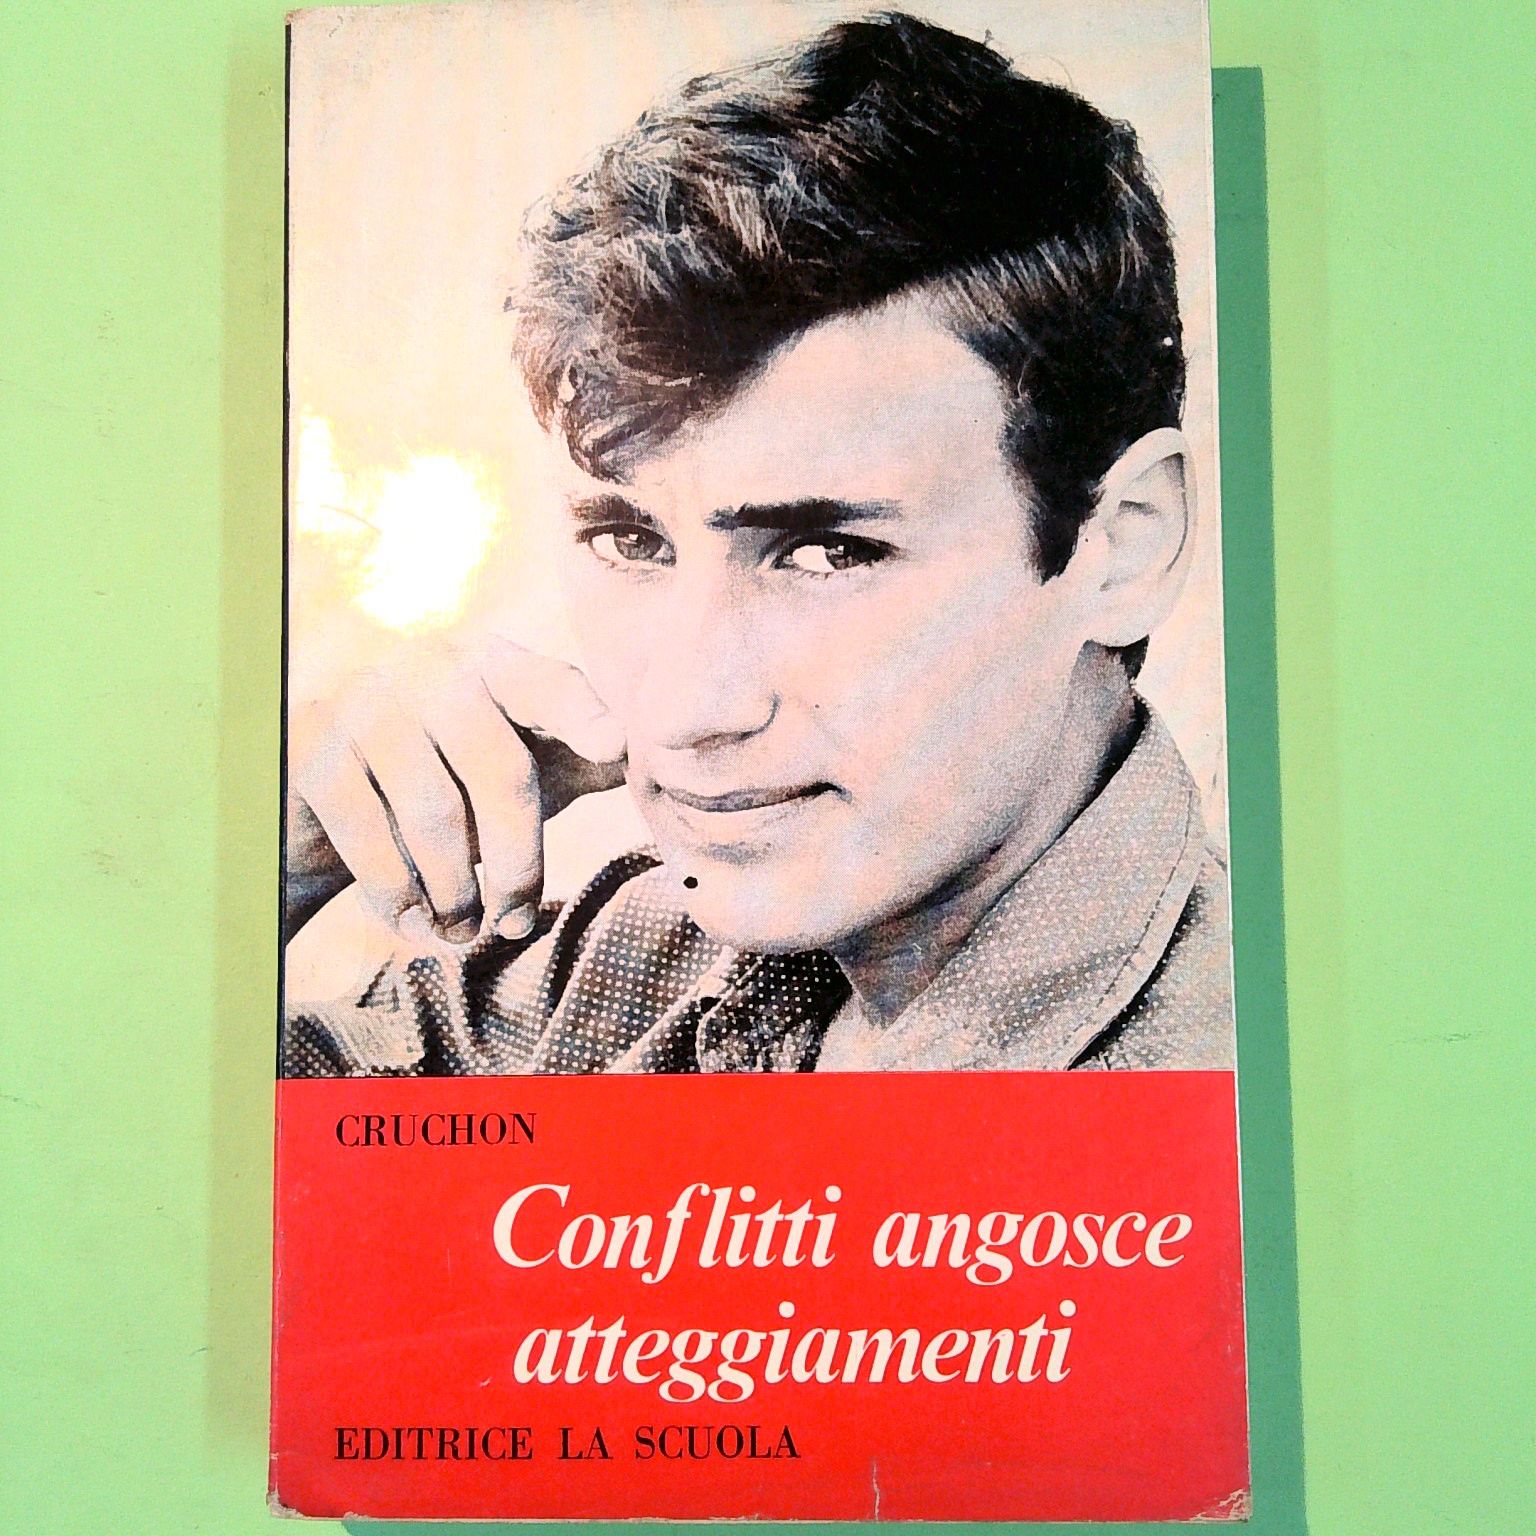 CRUCHON
Conflitti angosce
atteggiamenti
EDITRICE LA SCUOLA